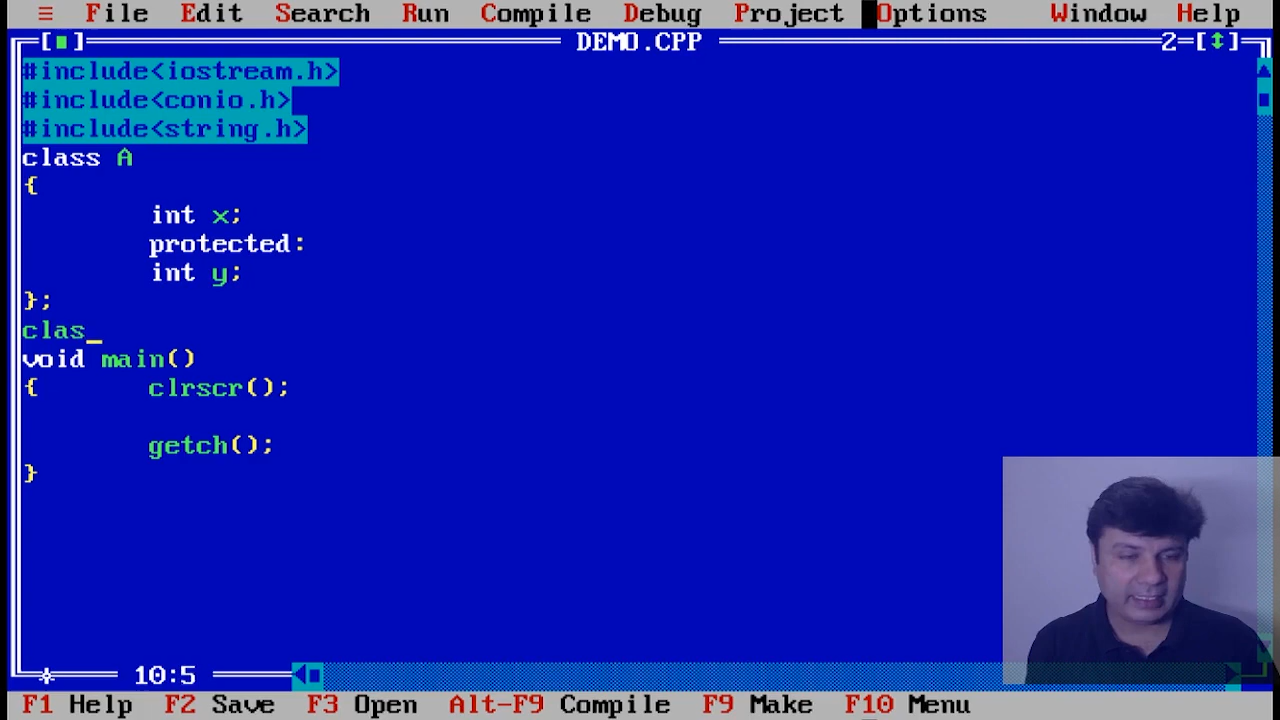 ≡ File Edit Search Run Compile Debug Project Options Window Help
[■] DEMO.CPP 2=[↕]
#include<iostream.h>
#include<conio.h>
#include<string.h>
class A
{
int x;
protected:
int y;
};
clas_
void main()
{ clrscr();
getch();
}
10:5
F1 Help F2 Save F3 Open Alt-F9 Compile F9 Make F10 Menu